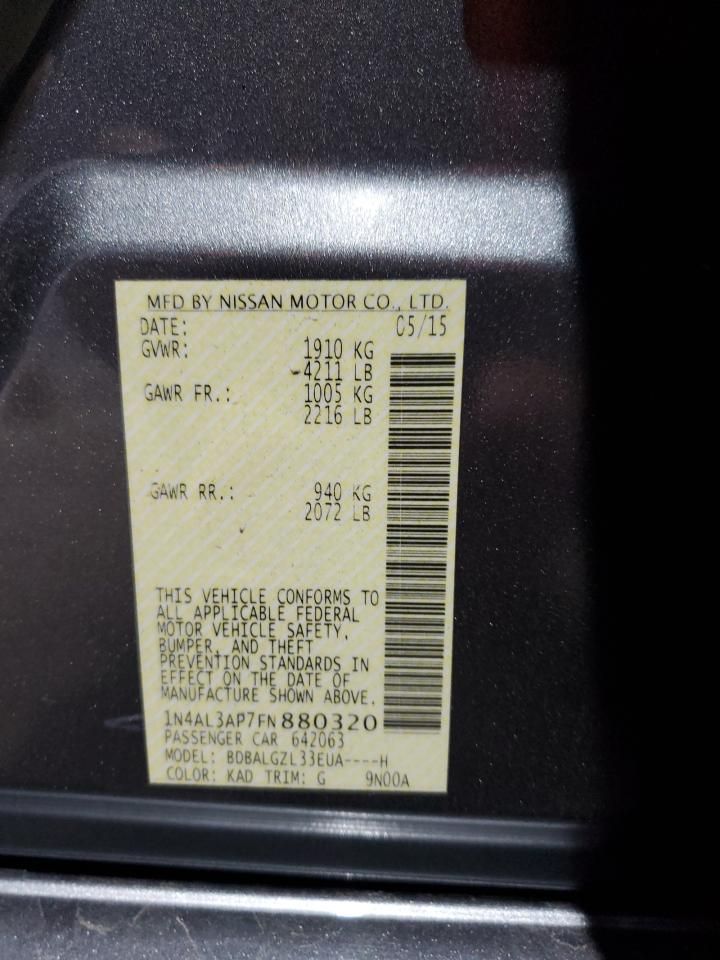 MFD BY NISSAN MOTOR CO., LTD.
DATE: 05/15
GVWR: 1910 KG
4211 LB
GAWR FR.: 1005 KG
2216 LB
GAWR RR.: 940 KG
2072 LB
THIS VEHICLE CONFORMS TO
ALL APPLICABLE FEDERAL
MOTOR VEHICLE SAFETY,
BUMPER, AND THEFT
PREVENTION STANDARDS IN
EFFECT ON THE DATE OF
MANUFACTURE SHOWN ABOVE.
1N4AL3AP7FN880320
PASSENGER CAR 642063
MODEL: BDBALGZL33EUA----H
COLOR: KAD TRIM: G 9N00A